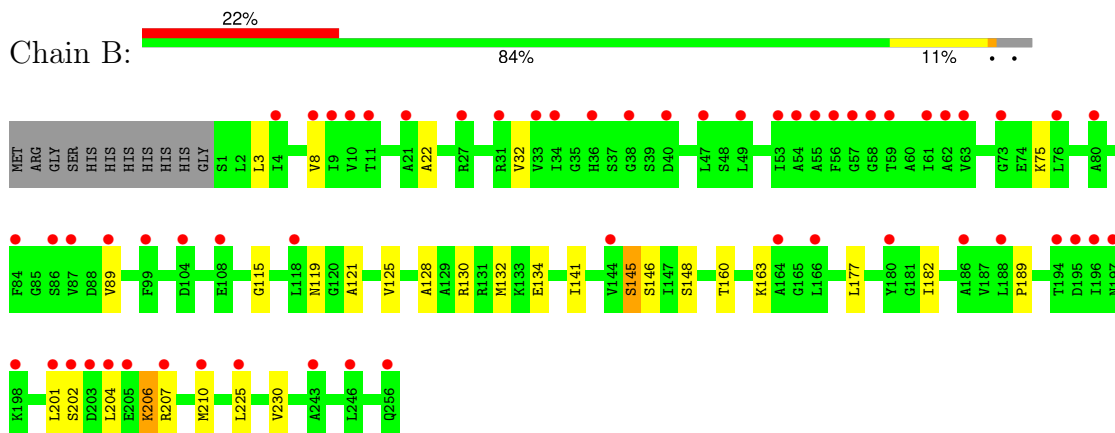 22%
Chain B:
84% 11% • •
MET ARG GLY SER HIS HIS HIS HIS HIS HIS GLY S1 L2 L3 I4 V8 I9 V10 T11 A21 A22 R27 R31 V32 V33 I34 G35 H36 S37 G38 S39 D40 L47 S48 L49 I53 A54 A55 F56 G57 G58 T59 A60 I61 A62 V63 G73 E74 K75 L76 A80
F84 G85 S86 V87 D88 V89 F99 D104 E108 G115 L118 N119 G120 A121 V125 A128 A129 R130 R131 M132 K133 E134 I141 V144 S145 S146 I147 S148 T160 K163 A164 G165 L166 L177 Y180 G181 I182 A186 V187 L188 P189 T194 D195 I196 N197
K198 L201 S202 D203 L204 E205 K206 R207 M210 L225 V230 A243 L246 Q256